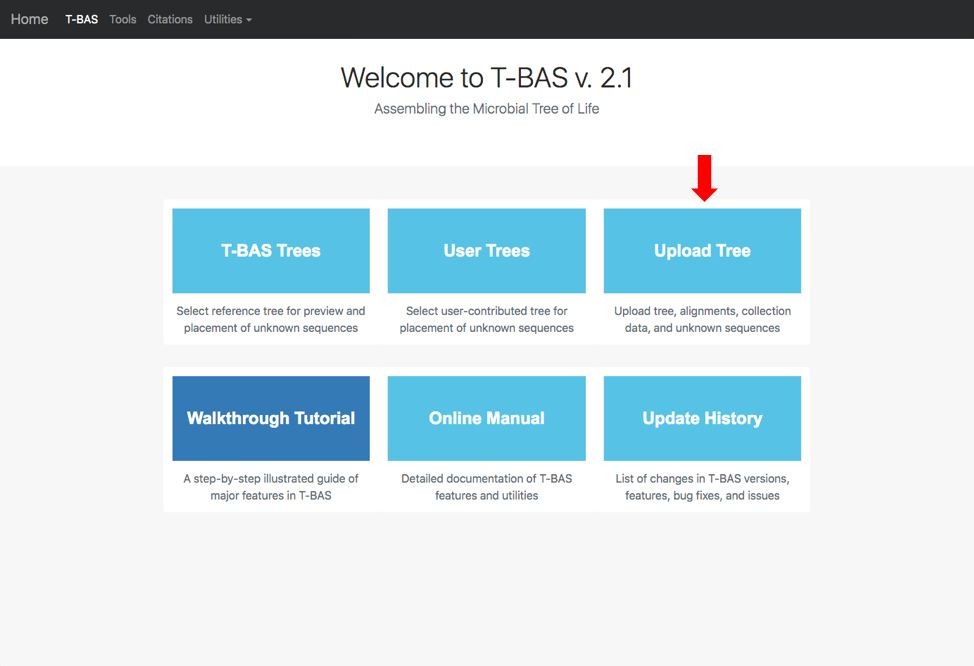 Home T-BAS Tools Citations Utilities
Welcome to T-BAS v. 2.1
Assembling the Microbial Tree of Life
T-BAS Trees
Select reference tree for preview and
placement of unknown sequences
User Trees
Select user-contributed tree for
placement of unknown sequences
Upload Tree
Upload tree, alignments, collection
data, and unknown sequences
Walkthrough Tutorial
A step-by-step illustrated guide of
major features in T-BAS
Online Manual
Detailed documentation of T-BAS
features and utilities
Update History
List of changes in T-BAS versions,
features, bug fixes, and issues